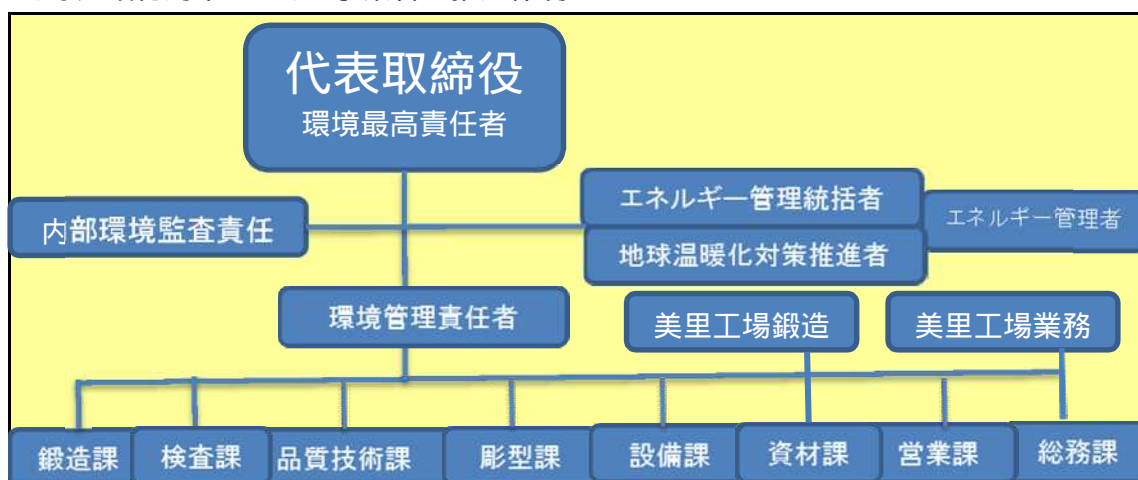 代表取締役
環境最高責任者
エネルギー管理統括者
内部環境監査責任
エネルギー管理者
地球温暖化対策推進者
環境管理責任者
美里工場鍛造
美里工場業務
鍛造課
検査課
品質技術課
彫型課
設備課
資材課
営業課
総務課